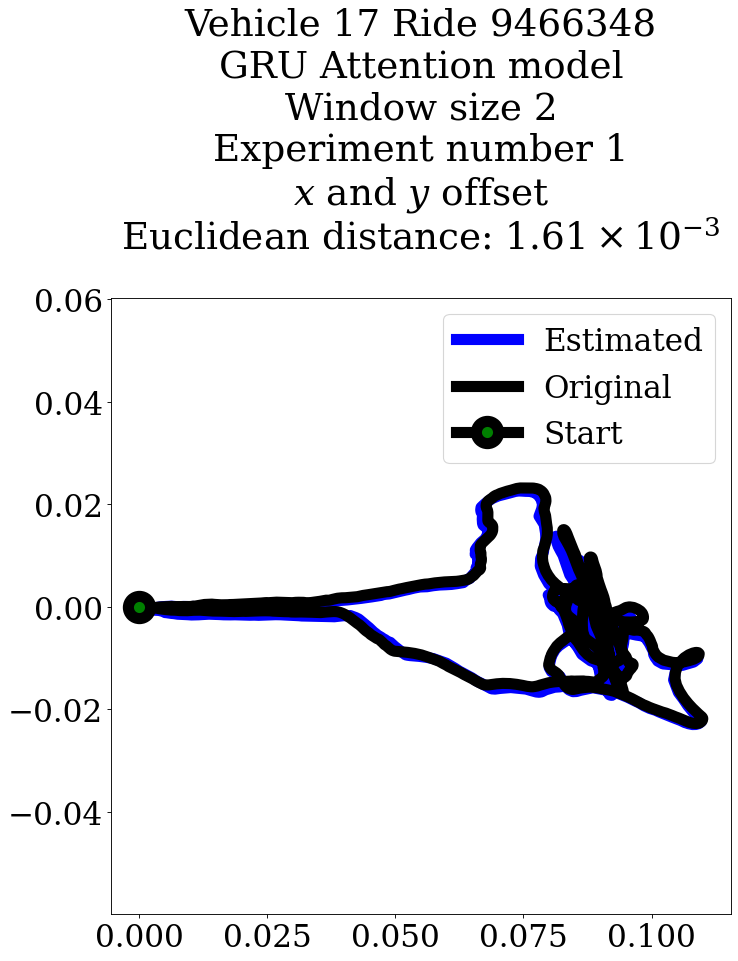 Vehicle 17 Ride 9466348
GRU Attention model
Window size 2
Experiment number 1
x and y offset
Euclidean distance: 1.61 × 10⁻³
0.06
Estimated
0.04
Original
Start
0.02
0.00
−0.02
−0.04
0.000 0.025 0.050 0.075 0.100